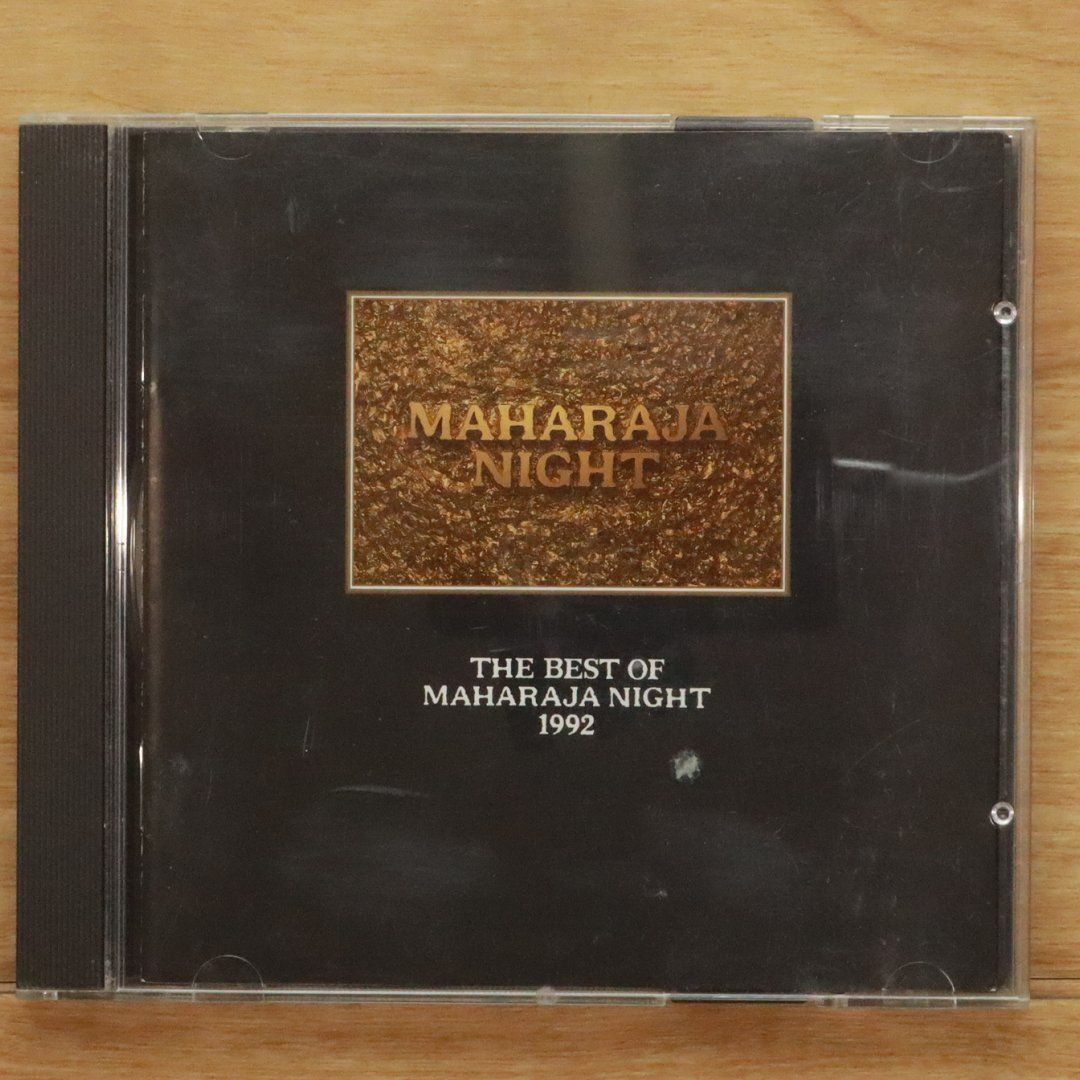 MAHARAJA
NIGHT
THE BEST OF
MAHARAJA NIGHT
1992